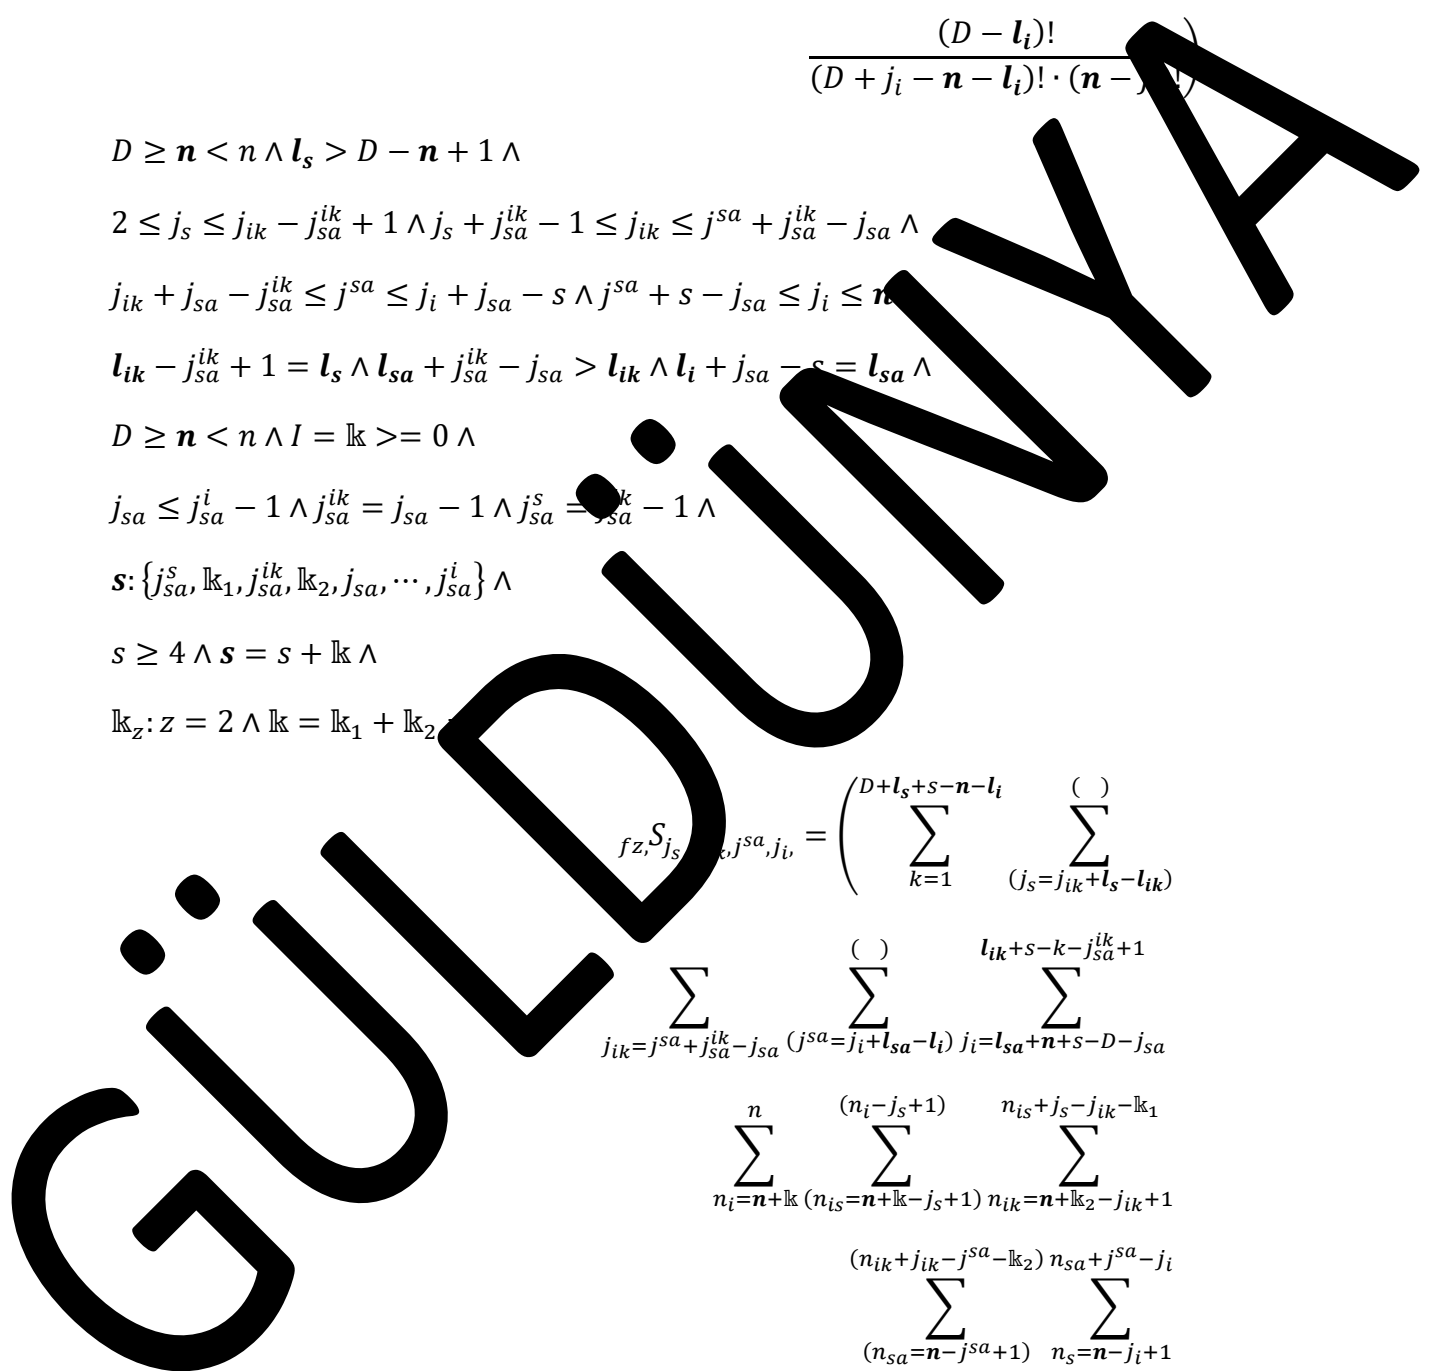 (D − l_i)!
(D + j_i − n − l_i)! · (n −
D ≥ n < n ∧ l_s > D − n + 1 ∧
2 ≤ j_s ≤ j_ik − j_sa^ik + 1 ∧ j_s + j_sa^ik − 1 ≤ j_ik ≤ j^sa + j_sa^ik − j_sa ∧
j_ik + j_sa − j_sa^ik ≤ j^sa ≤ j_i + j_sa − s ∧ j^sa + s − j_sa ≤ j_i ≤ n
l_ik − j_sa^ik + 1 = l_s ∧ l_sa + j_sa^ik − j_sa > l_ik ∧ l_i + j_sa − s = l_sa ∧
D ≥ n < n ∧ I = 𝕜 >= 0 ∧
j_sa ≤ j_sa^i − 1 ∧ j_sa^ik = j_sa − 1 ∧ j_sa^s = − 1 ∧
s: {j_sa^s, 𝕜_1, j_sa^ik, 𝕜_2, j_sa, ⋯, j_sa^i} ∧
s ≥ 4 ∧ s = s + 𝕜 ∧
𝕜_z: z = 2 ∧ 𝕜 = 𝕜_1 + 𝕜_2
D+l_s+s−n−l_i ( )
fz, S_j_s , j^sa, j_i, = ( ∑ ∑
k=1 (j_s=j_ik+l_s−l_ik)
( ) l_ik+s−k−j_sa^ik+1
∑ ∑ ∑
j_ik=j^sa+j_sa^ik−j_sa (j^sa=j_i+l_sa−l_i) j_i=l_sa+n+s−D−j_sa
n (n_i−j_s+1) n_is+j_s−j_ik−𝕜_1
∑ ∑ ∑
n_i=n+𝕜 (n_is=n+𝕜−j_s+1) n_ik=n+𝕜_2−j_ik+1
(n_ik+j_ik−j^sa−𝕜_2) n_sa+j^sa−j_i
∑ ∑
(n_sa=n−j^sa+1) n_s=n−j_i+1
GÜLDÜNYA